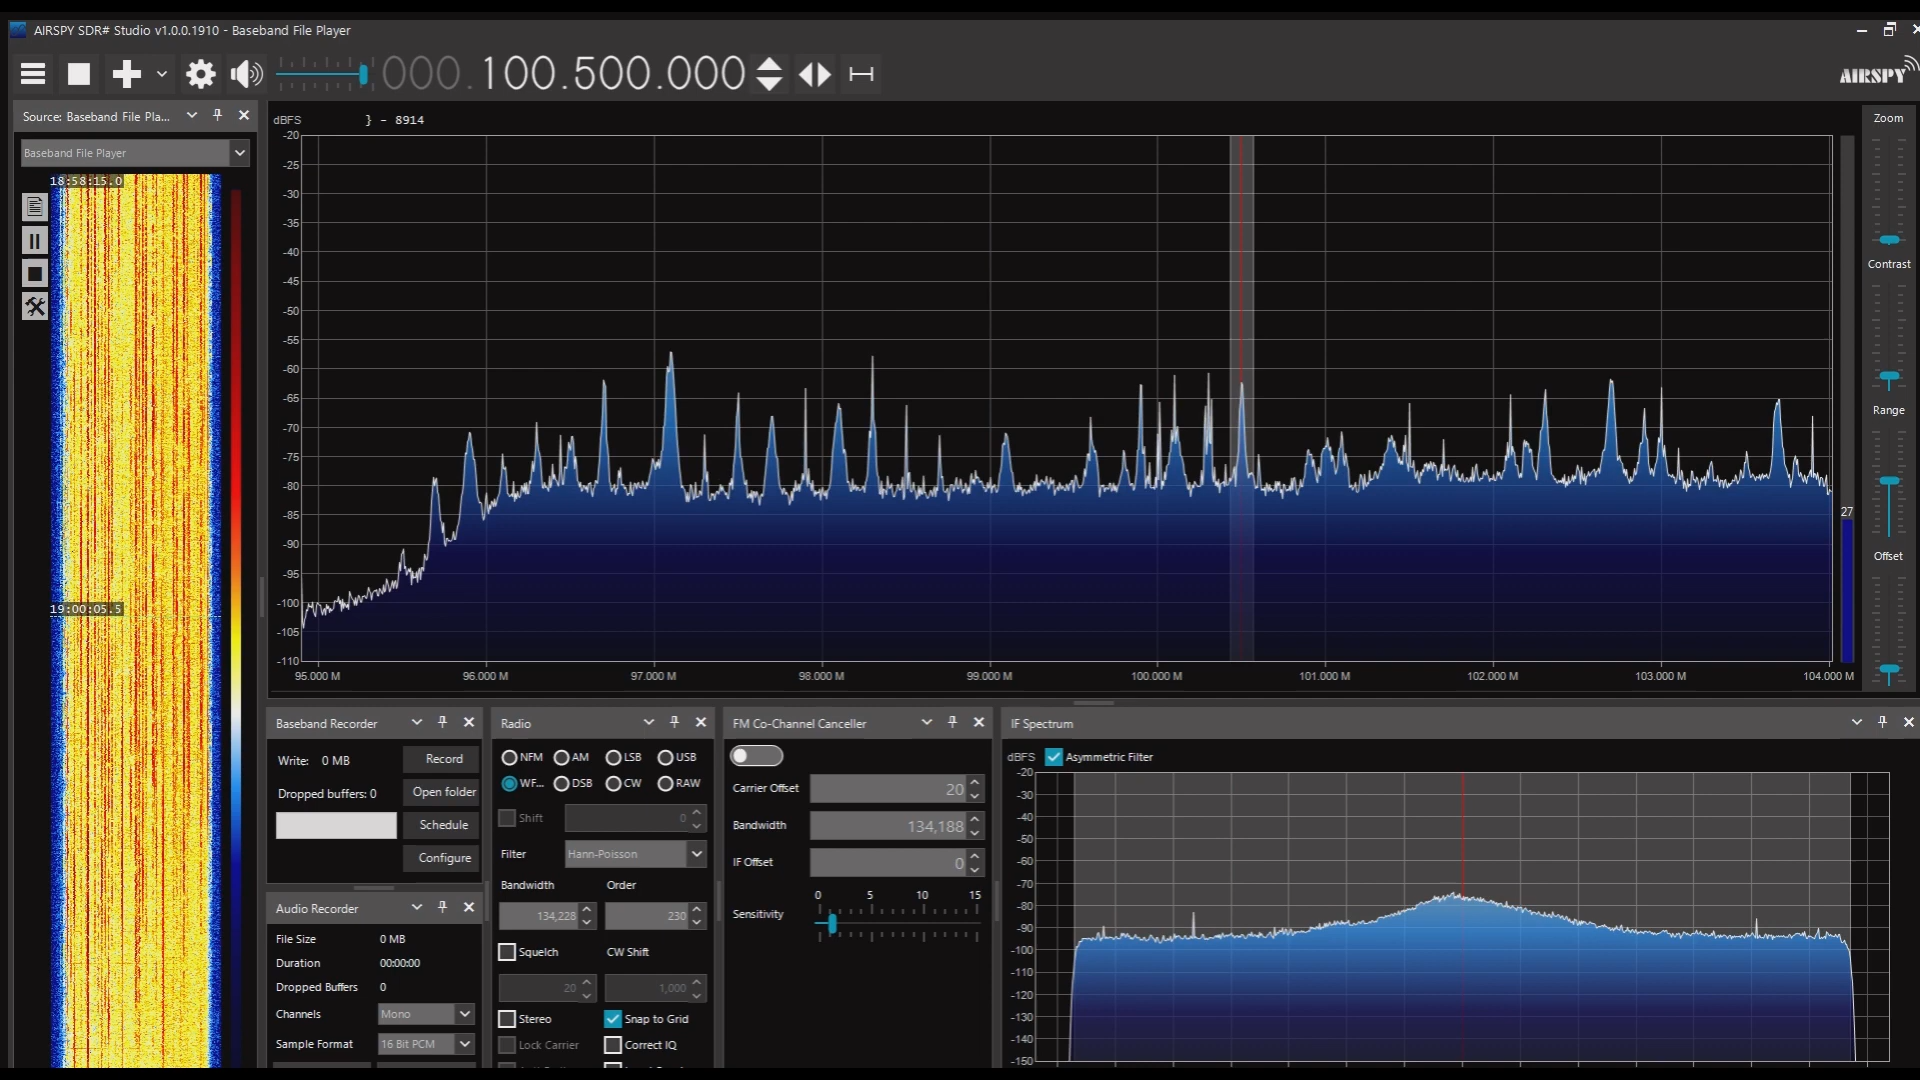 AIRSPY SDR# Studio v1.0.0.1910 - Baseband File Player
000.100.500.000
AIRSPY
Source: Baseband File Pla...
Baseband File Player
18:58:15.0
19:00:05.5
dBFS
} - 8914
-20
-25
-30
-35
-40
-45
-50
-55
-60
-65
-70
-75
-80
-85
-90
-95
-100
-105
-110
95.000 M 96.000 M 97.000 M 98.000 M 99.000 M 100.000 M 101.000 M 102.000 M 103.000 M 104.000 M
27
Zoom
Contrast
Range
Offset
Baseband Recorder
Write: 0 MB
Record
Dropped buffers: 0
Open folder
Schedule
Configure
Audio Recorder
File Size 0 MB
Duration 00:00:00
Dropped Buffers 0
Channels Mono
Sample Format 16 Bit PCM
Radio
NFM AM LSB USB
WF... DSB CW RAW
Shift 0
Filter Hann-Poisson
Bandwidth Order
134,228 230
Squelch CW Shift
20 1,000
Stereo Snap to Grid
Lock Carrier Correct IQ
FM Co-Channel Canceller
Carrier Offset 20
Bandwidth 134,188
IF Offset 0
0 5 10 15
Sensitivity
IF Spectrum
dBFS Asymmetric Filter
-20
-30
-40
-50
-60
-70
-80
-90
-100
-110
-120
-130
-140
-150